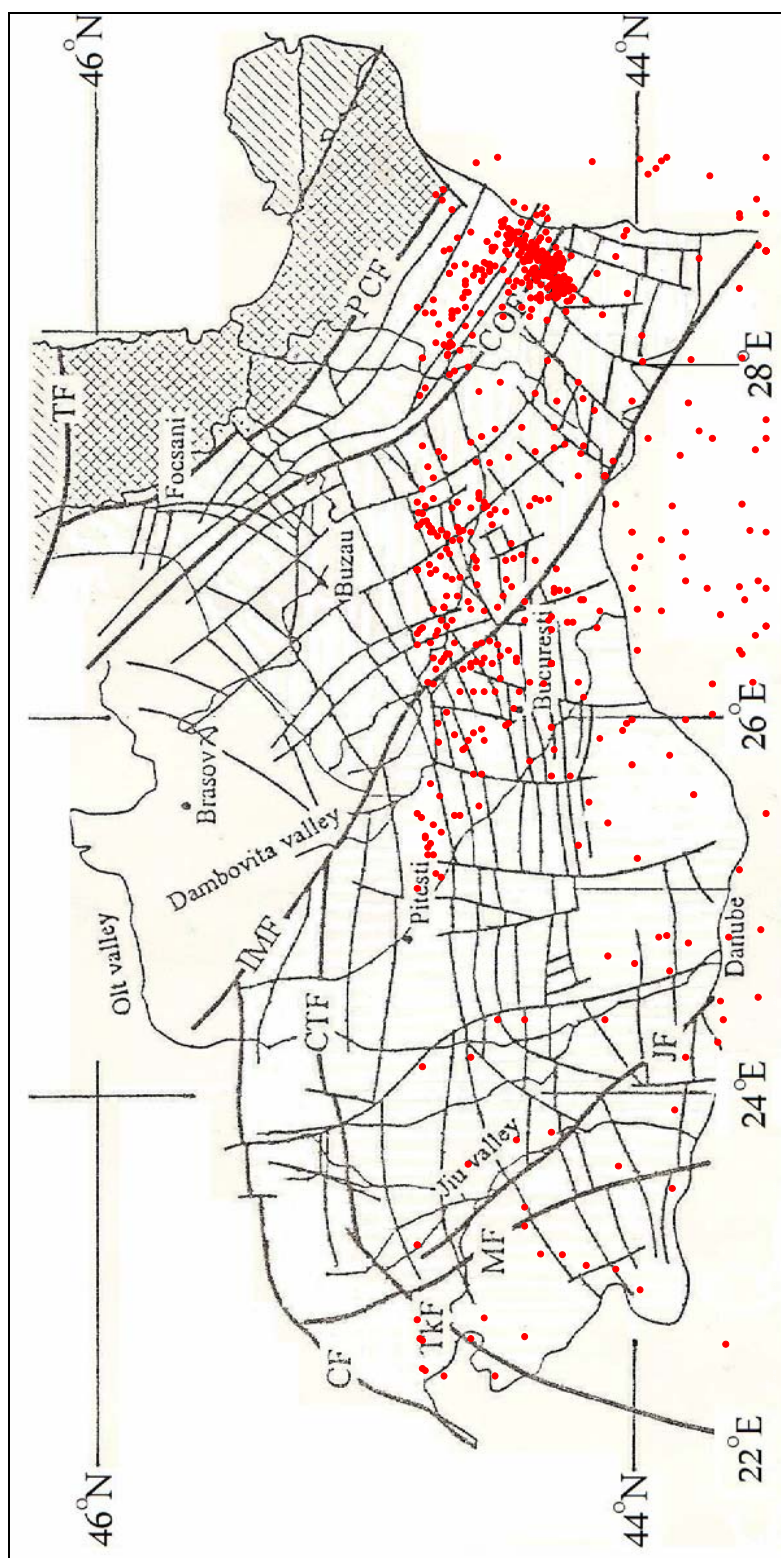 46°N
44°N
TF
PCF
Focsani
COF
28°E
Buzau
Brasov
Bucuresti
26°E
Dambovita valley
Olt valley
IMF
Pitesti
CTF
Danube
JF
24°E
Jiu valley
MF
TkF
CF
22°E
46°N
44°N